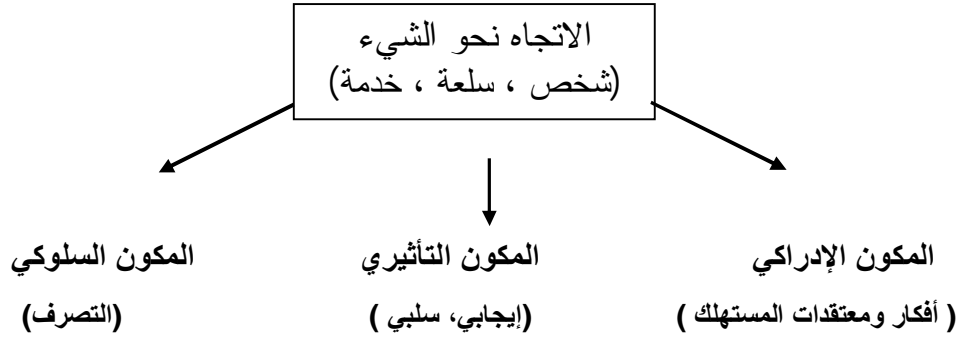 الاتجاه نحو الشيء
(شخص ، سلعة ، خدمة)
المكون الإدراكي
( أفكار ومعتقدات المستهلك )
المكون التأثيري
(إيجابي، سلبي )
المكون السلوكي
(التصرف)